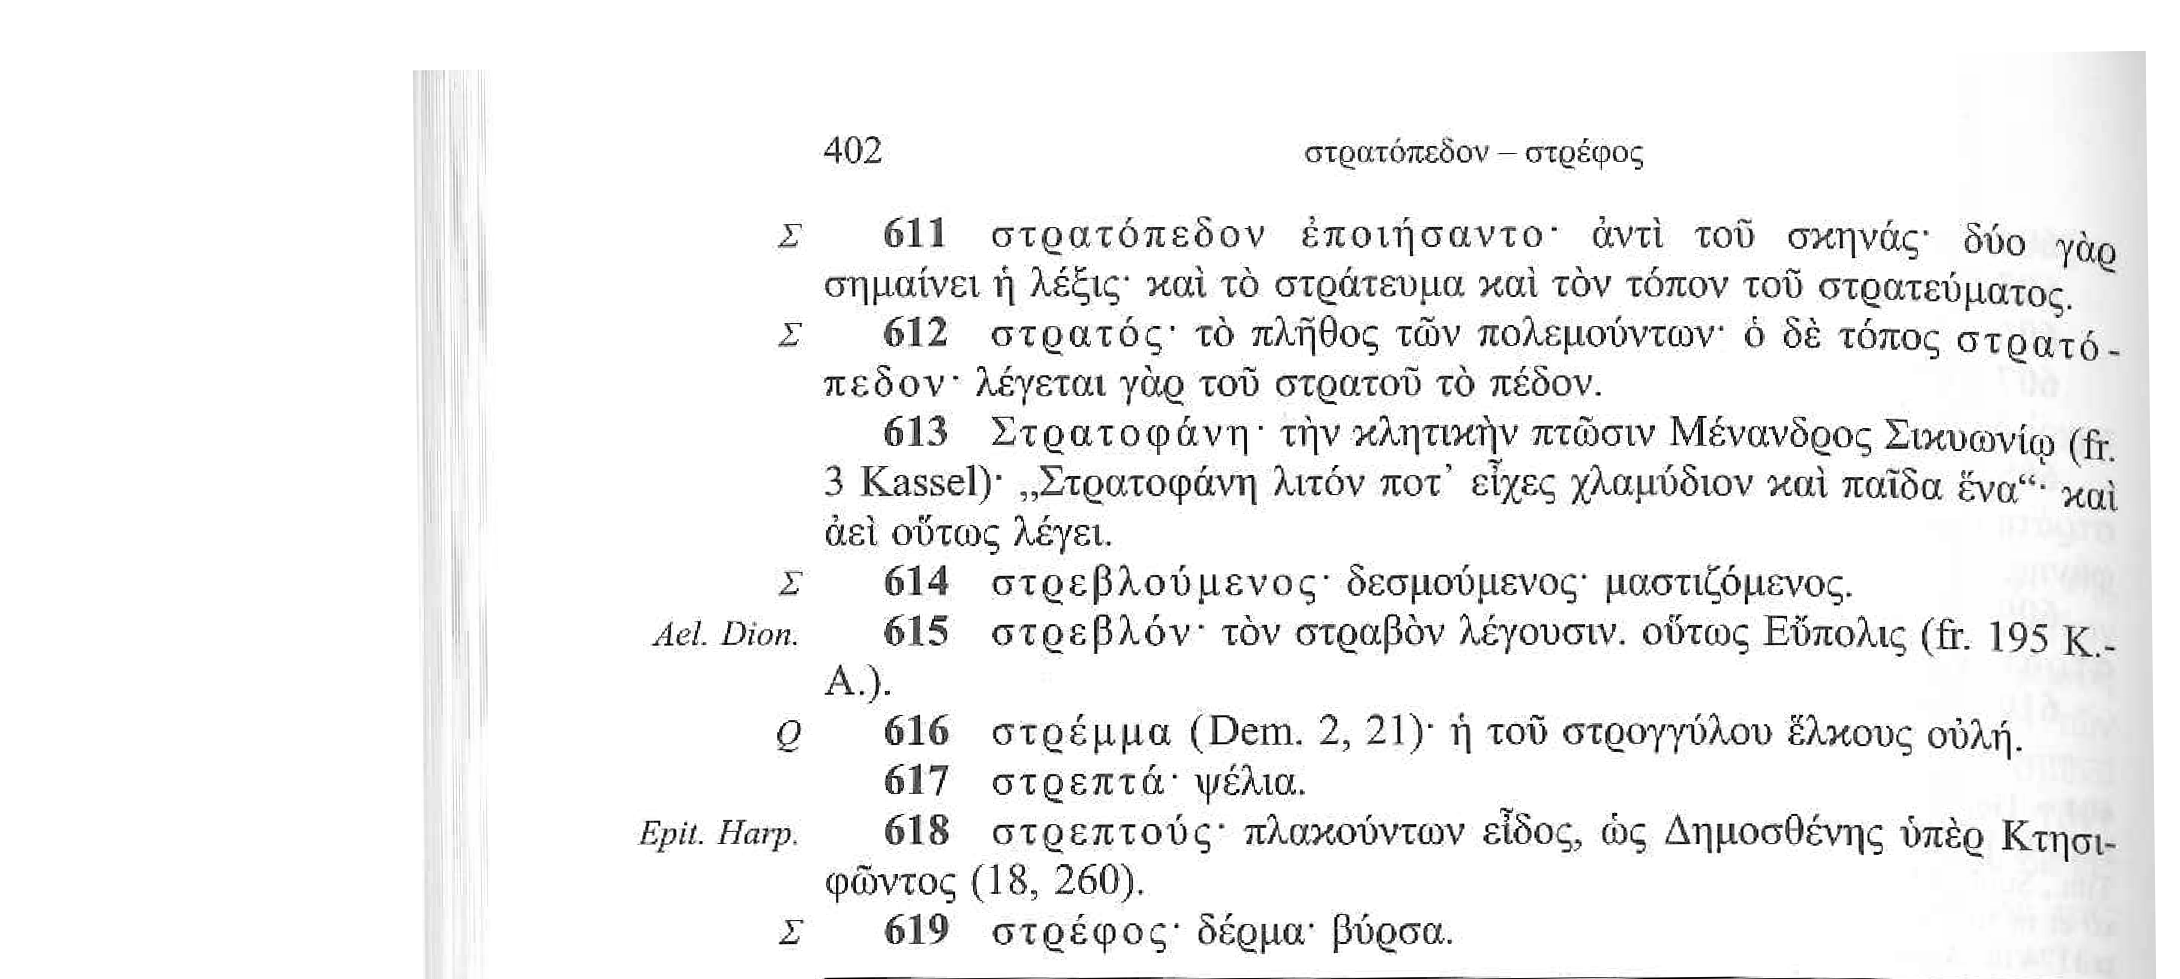 402 στρατόπεδον – στρέφος
Σ 611 στρατόπεδον ἐποιήσαντο· ἀντὶ τοῦ σκηνάς· δύο γὰρ
σημαίνει ἡ λέξις· καὶ τὸ στράτευμα καὶ τὸν τόπον τοῦ στρατεύματος.
Σ 612 στρατός· τὸ πλῆθος τῶν πολεμούντων· ὁ δὲ τόπος στρατό-
πεδον· λέγεται γὰρ τοῦ στρατοῦ τὸ πέδον.
613 Στρατοφάνη· τὴν κλητικὴν πτῶσιν Μένανδρος Σικυωνίῳ (fr.
3 Kassel)· „Στρατοφάνη λιτόν ποτ’ εἶχες χλαμύδιον καὶ παῖδα ἕνα“· καὶ
ἀεὶ οὕτως λέγει.
Σ 614 στρεβλούμενος· δεσμούμενος· μαστιζόμενος.
Ael. Dion. 615 στρεβλόν· τὸν στραβὸν λέγουσιν. οὕτως Εὔπολις (fr. 195 K.-
A.).
Q 616 στρέμμα (Dem. 2, 21)· ἡ τοῦ στρογγύλου ἕλκους οὐλή.
617 στρεπτά· ψέλια.
Epit. Harp. 618 στρεπτούς· πλακούντων εἶδος, ὡς Δημοσθένης ὑπὲρ Κτησι-
φῶντος (18, 260).
Σ 619 στρέφος· δέρμα· βύρσα.